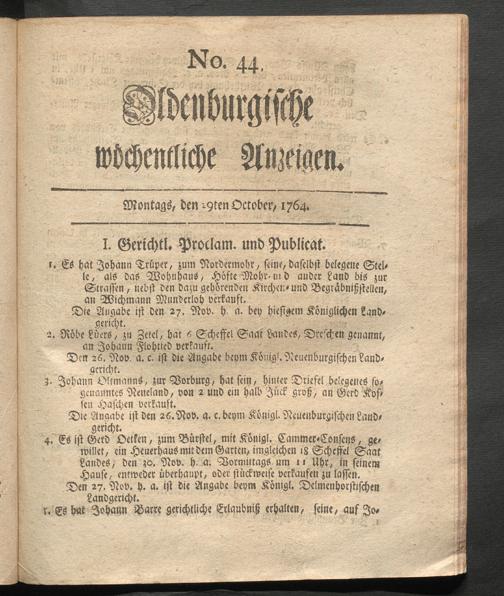 No. 44.
Oldenburgische
wöchentliche Anzeigen.
Montags, den 29ten October, 1764.
I. Gerichtl. Proclam. und Publicat.
1. Es hat Johann Trüper, zum Nordermohr, seine, daselbst belegene Stel-
le, als das Wohnhaus, Höfte Mohr- und ander Land bis zur
Strassen, nebst den dazu gehörenden Kirchen- und Begräbnißstellen,
an Wichmann Munderloh verkauft.
Die Angabe ist den 27. Nov. h. a. bey hiesigem Königlichen Land-
gericht.
2. Röbe Lüers, zu Zetel, hat 6 Scheffel Saat Landes, Dreschen genannt,
an Johann Flohtied verkauft.
Den 26. Nov. a. c. ist die Angabe beym Königl. Neuenburgischen Land-
gericht.
3. Johann Oltmanns, zur Vorburg, hat sein, hinter Driefel belegenes so-
genanntes Neueland, von 2 und ein halb Jück groß, an Gerd
Haschen verkauft.
Die Angabe ist den 26. Nov. a. c. beym Königl. Neuenburgischen Land-
gericht.
4. Es ist Gerd Oetken, zum Bürstel, mit Königl. Cammer-Consens, ge-
willet, ein Heuerhaus mit dem Garten, imgleichen 18 Scheffel Saat
Landes, den 30. Nov. h. a. Vormittags um 11 Uhr, in seinem
Hause, entweder überhaupt, oder stückweise verkaufen zu lassen.
Den 27. Nov. h. a. ist die Angabe beym Königl. Delmenhorstischen
Landgericht.
Es hat Johann Barre gerichtliche Erlaubniß erhalten, seine, auf Jo-